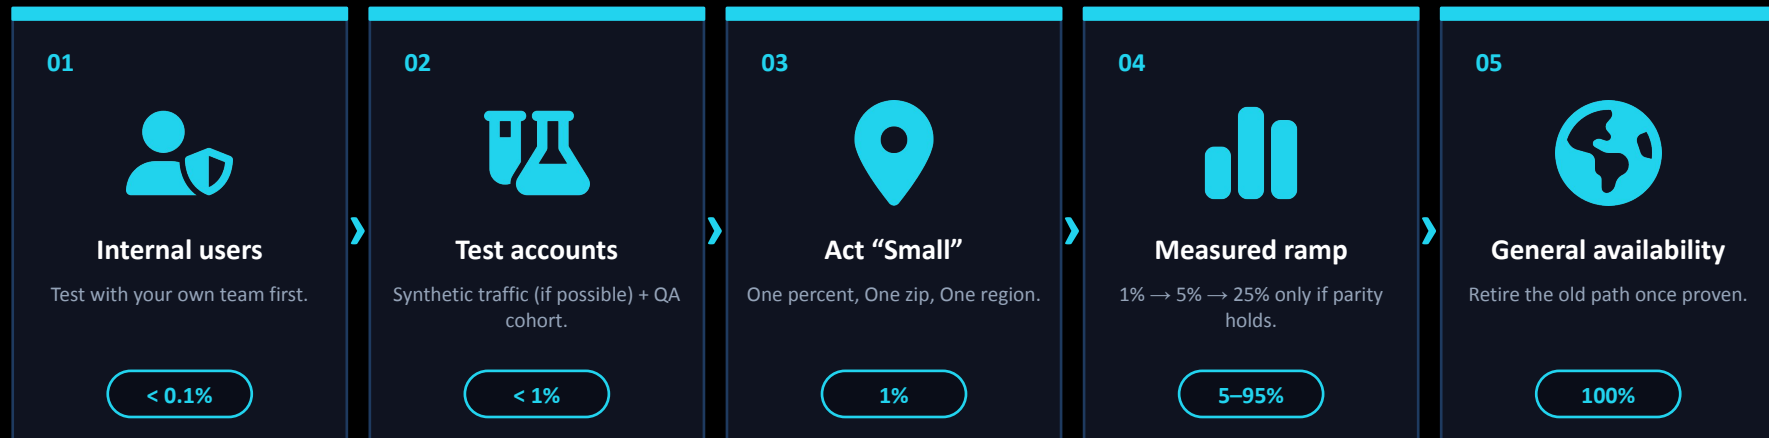 01
Internal users
Test with your own team first.
< 0.1%
02
Test accounts
Synthetic traffic (if possible) + QA
cohort.
< 1%
03
Act “Small”
One percent, One zip, One region.
1%
04
Measured ramp
1% → 5% → 25% only if parity
holds.
5–95%
05
General availability
Retire the old path once proven.
100%